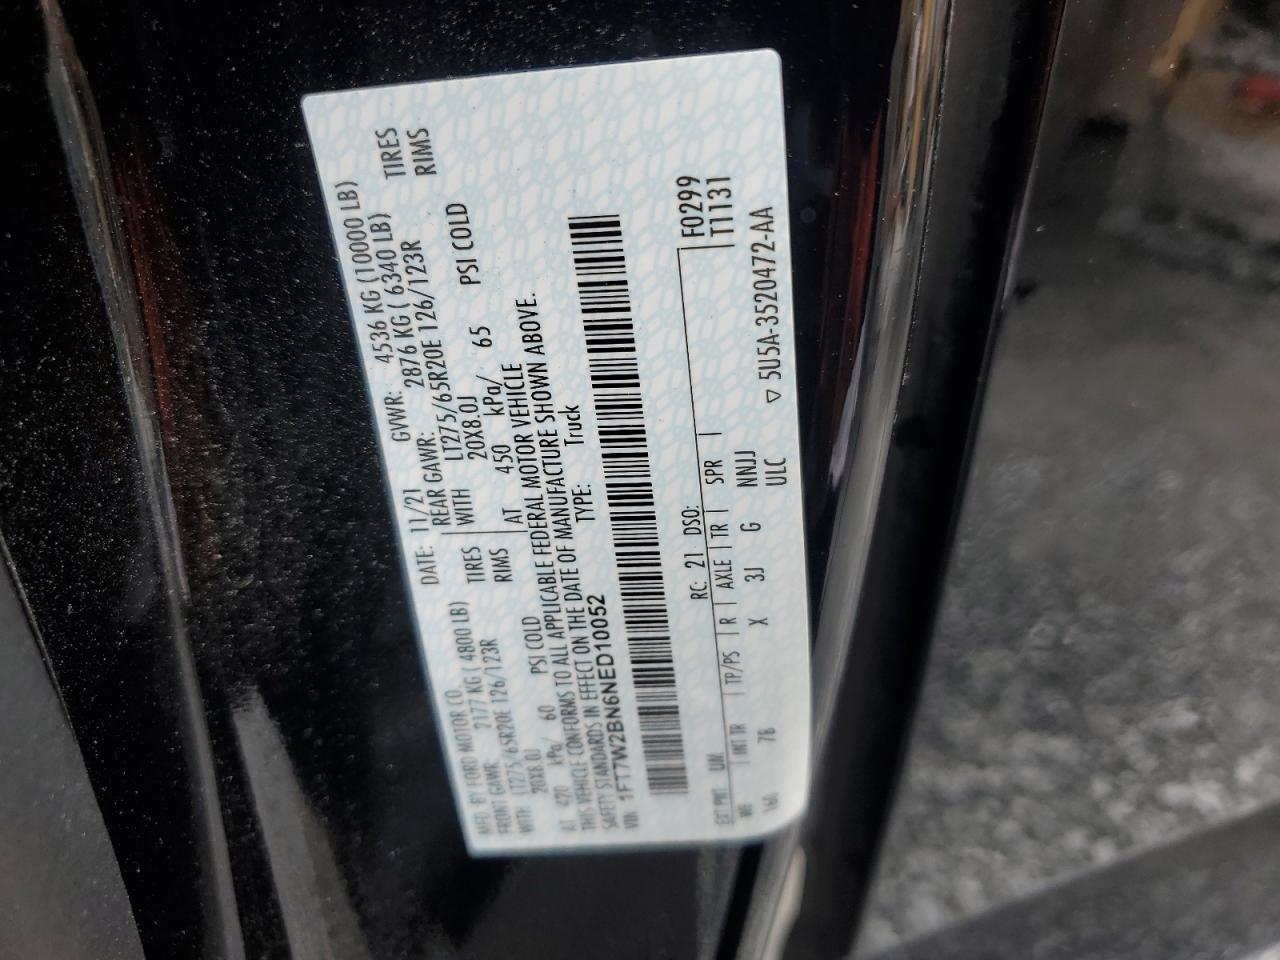 MFD. BY FORD MOTOR CO.
DATE: 11/21 GVWR: 4536 KG (10000 LB)
FRONT GAWR: 2177 KG ( 4800 LB) REAR GAWR: 2876 KG ( 6340 LB)
WITH LT275/65R20E 126/123R TIRES WITH LT275/65R20E 126/123R TIRES
20X8.0J RIMS 20X8.0J RIMS
AT 420 kPa/ 60 PSI COLD AT 450 kPa/ 65 PSI COLD
THIS VEHICLE CONFORMS TO ALL APPLICABLE FEDERAL MOTOR VEHICLE
SAFETY STANDARDS IN EFFECT ON THE DATE OF MANUFACTURE SHOWN ABOVE.
VIN: 1FT7W2BN6NED10052 TYPE: Truck
F0299
T1131
EXT PNT: UM RC: 21 DSO:
WB INT TR TP/PS R AXLE TR SPR
160 7B X 3J G NNJJ
ULC ▽ 5U5A-3520472-AA